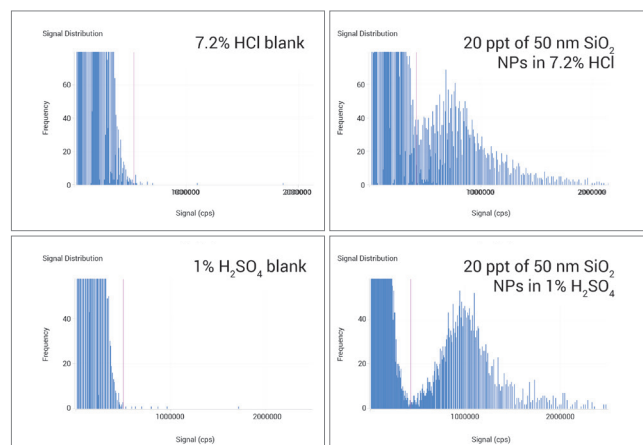 Signal Distribution
7.2% HCl blank
Frequency
60
40
20
0
1000000
2000000
Signal (cps)
Signal Distribution
20 ppt of 50 nm SiO₂
NPs in 7.2% HCl
Frequency
60
40
20
0
1000000
2000000
Signal (cps)
Signal Distribution
1% H₂SO₄ blank
Frequency
40
20
0
1000000
2000000
Signal (cps)
Signal Distribution
20 ppt of 50 nm SiO₂
NPs in 1% H₂SO₄
Frequency
40
20
0
1000000
2000000
Signal (cps)